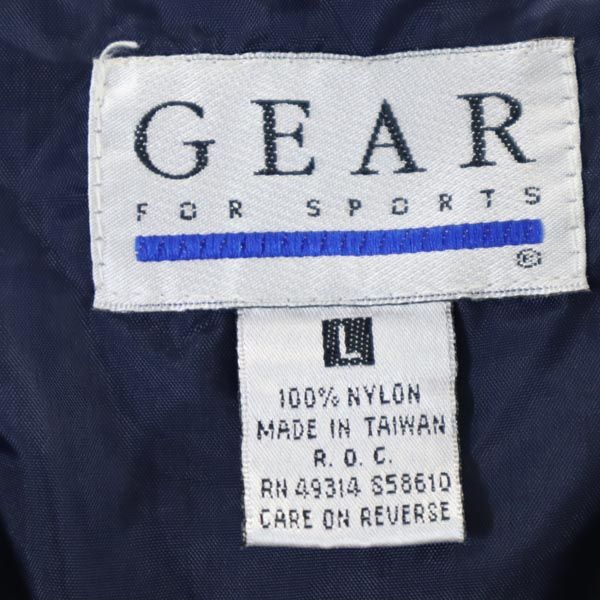 GEAR
FOR SPORTS
®
L
100% NYLON
MADE IN TAIWAN
R. O. C.
RN 49314 S58610
CARE ON REVERSE